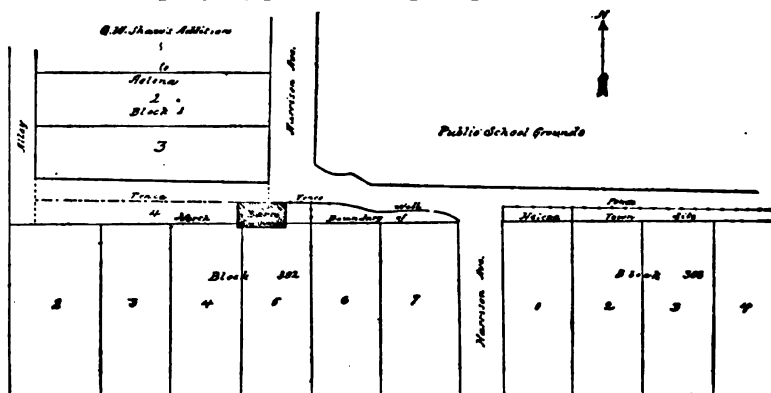 G.W. Shaw's Addition
to
Helena
2
Block 1
3
Alley
Harrison Ave.
N
Public School Grounds
Fence
4
North
Barn
Fence
Boundary of
Walk
Fence
Helena
Town
Site
Block 302
2
3
4
5
6
7
Harrison Ave.
Block 303
1
2
3
4